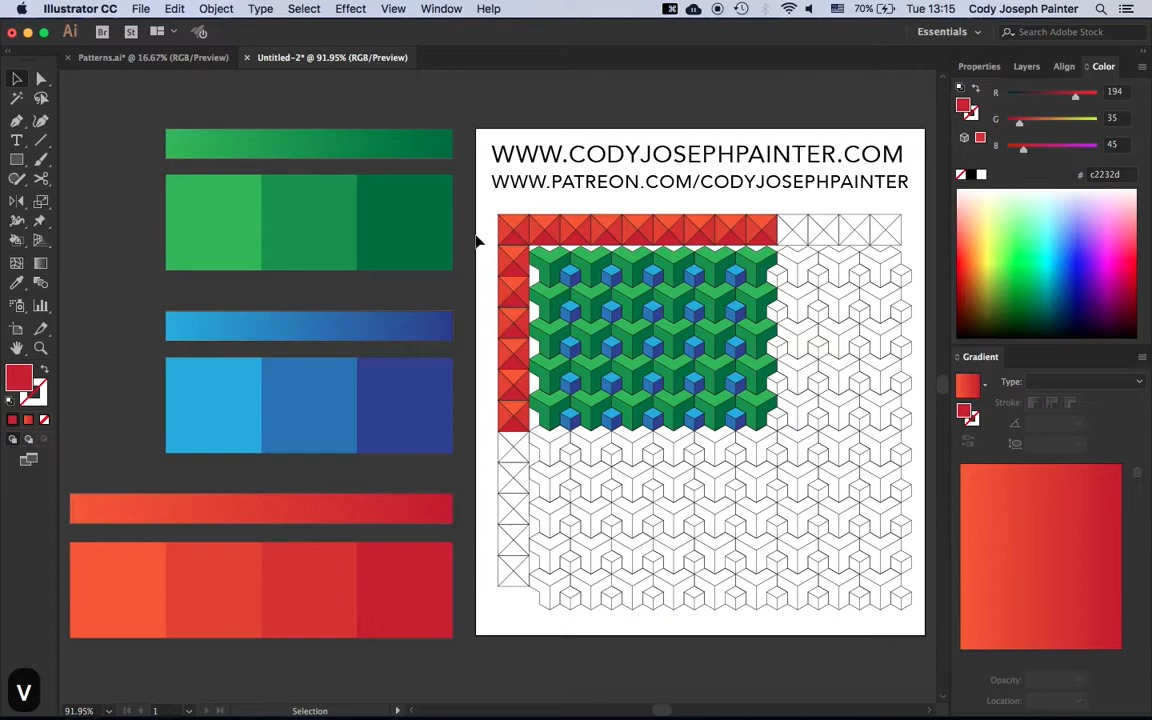 Illustrator CC File Edit Object Type Select Effect View Window Help 70% Tue 13:15 Cody Joseph Painter
Ai Br St Essentials Search Adobe Stock
× Patterns.ai* @ 16.67% (RGB/Preview) × Untitled-2* @ 91.95% (RGB/Preview)
Properties Layers Align Color
R 194
G 35
B 45
# c2232d
WWW.CODYJOSEPHPAINTER.COM
WWW.PATREON.COM/CODYJOSEPHPAINTER
Gradient
Type:
Stroke:
Opacity:
Location:
V
91.95% 1 Selection